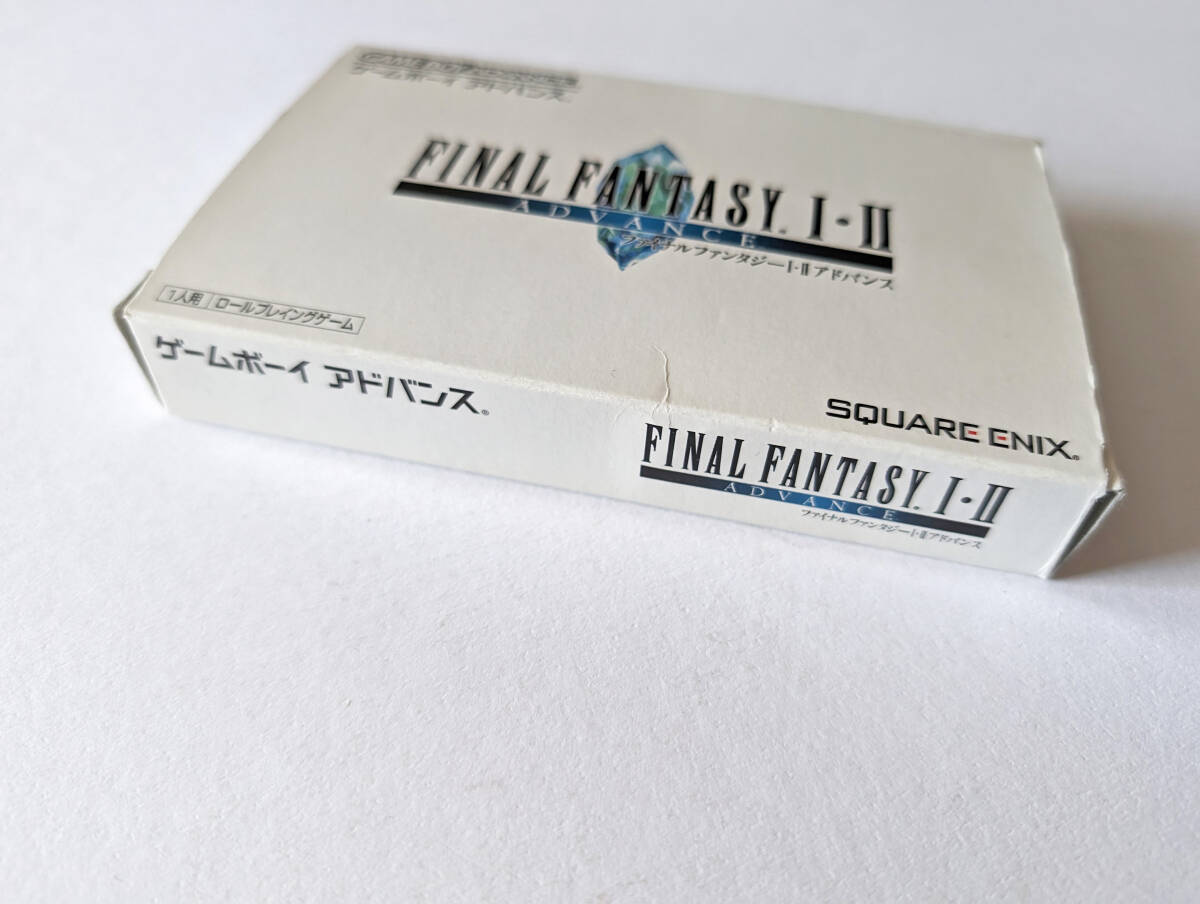 GAME BOY ADVANCE
ゲームボーイ アドバンス
FINAL FANTASY® I・II
ADVANCE
ファイナルファンタジーI・II アドバンス
1人用 ロールプレイングゲーム
SQUARE ENIX®
ゲームボーイ アドバンス®
FINAL FANTASY® I・II
ADVANCE
ファイナルファンタジーI・IIアドバンス